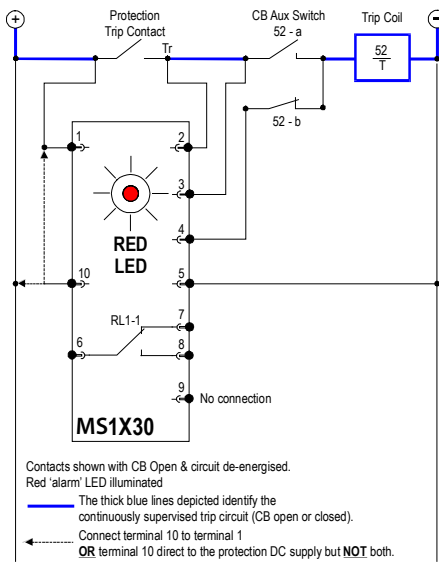 Protection
Trip Contact
CB Aux Switch
52 - a
Trip Coil
+
−
Tr
52
T
52 - b
1
2
3
4
RED
LED
10
5
RL1-1
7
6
8
9
No connection
MS1X30
Contacts shown with CB Open & circuit de-energised.
Red 'alarm' LED illuminated
The thick blue lines depicted identify the
continuously supervised trip circuit (CB open or closed).
Connect terminal 10 to terminal 1
OR terminal 10 direct to the protection DC supply but NOT both.